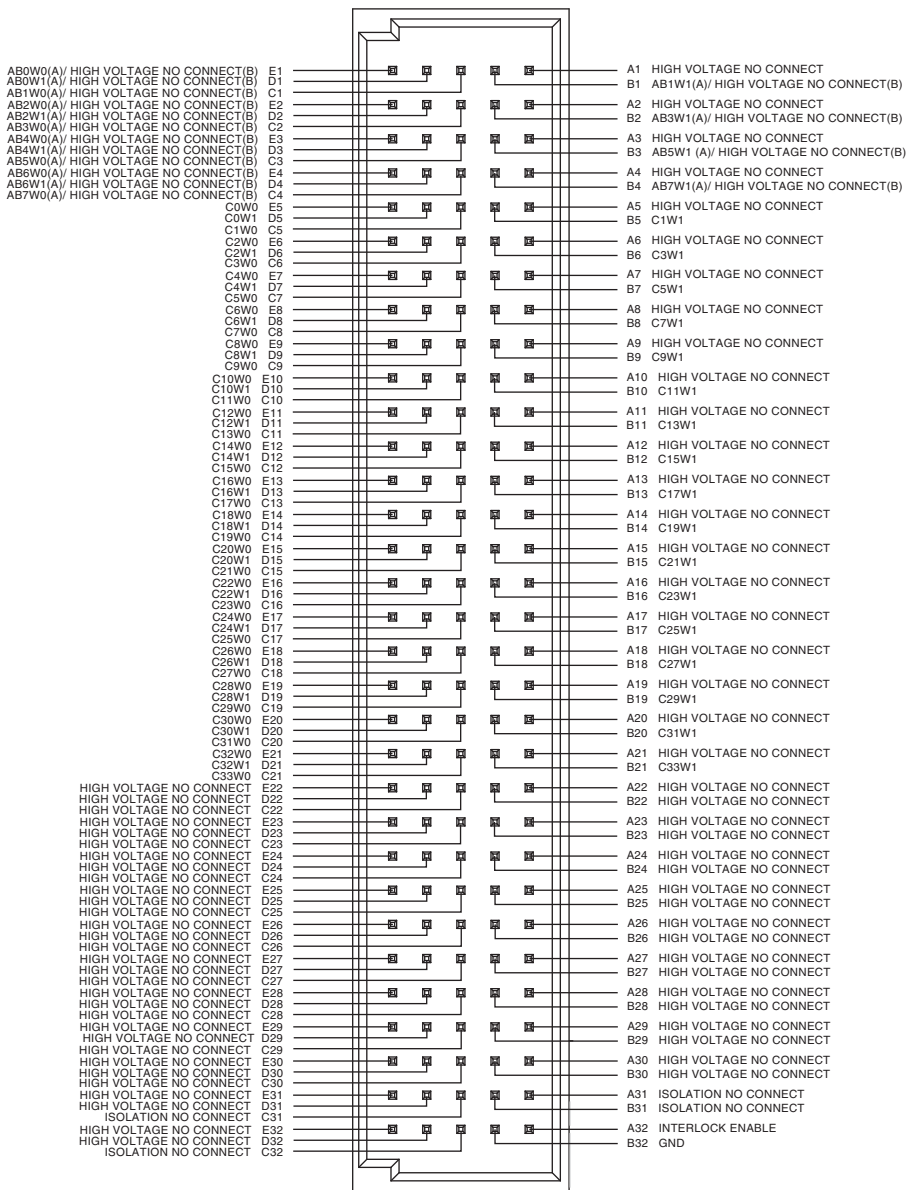 AB0W0(A)/ HIGH VOLTAGE NO CONNECT(B) E1
AB0W1(A)/ HIGH VOLTAGE NO CONNECT(B) D1
AB1W0(A)/ HIGH VOLTAGE NO CONNECT(B) C1
AB2W0(A)/ HIGH VOLTAGE NO CONNECT(B) E2
AB2W1(A)/ HIGH VOLTAGE NO CONNECT(B) D2
AB3W0(A)/ HIGH VOLTAGE NO CONNECT(B) C2
AB4W0(A)/ HIGH VOLTAGE NO CONNECT(B) E3
AB4W1(A)/ HIGH VOLTAGE NO CONNECT(B) D3
AB5W0(A)/ HIGH VOLTAGE NO CONNECT(B) C3
AB6W0(A)/ HIGH VOLTAGE NO CONNECT(B) E4
AB6W1(A)/ HIGH VOLTAGE NO CONNECT(B) D4
AB7W0(A)/ HIGH VOLTAGE NO CONNECT(B) C4
C0W0 E5
C0W1 D5
C1W0 C5
C2W0 E6
C2W1 D6
C3W0 C6
C4W0 E7
C4W1 D7
C5W0 C7
C6W0 E8
C6W1 D8
C7W0 C8
C8W0 E9
C8W1 D9
C9W0 C9
C10W0 E10
C10W1 D10
C11W0 C10
C12W0 E11
C12W1 D11
C13W0 C11
C14W0 E12
C14W1 D12
C15W0 C12
C16W0 E13
C16W1 D13
C17W0 C13
C18W0 E14
C18W1 D14
C19W0 C14
C20W0 E15
C20W1 D15
C21W0 C15
C22W0 E16
C22W1 D16
C23W0 C16
C24W0 E17
C24W1 D17
C25W0 C17
C26W0 E18
C26W1 D18
C27W0 C18
C28W0 E19
C28W1 D19
C29W0 C19
C30W0 E20
C30W1 D20
C31W0 C20
C32W0 E21
C32W1 D21
C33W0 C21
HIGH VOLTAGE NO CONNECT E22
HIGH VOLTAGE NO CONNECT D22
HIGH VOLTAGE NO CONNECT C22
HIGH VOLTAGE NO CONNECT E23
HIGH VOLTAGE NO CONNECT D23
HIGH VOLTAGE NO CONNECT C23
HIGH VOLTAGE NO CONNECT E24
HIGH VOLTAGE NO CONNECT D24
HIGH VOLTAGE NO CONNECT C24
HIGH VOLTAGE NO CONNECT E25
HIGH VOLTAGE NO CONNECT D25
HIGH VOLTAGE NO CONNECT C25
HIGH VOLTAGE NO CONNECT E26
HIGH VOLTAGE NO CONNECT D26
HIGH VOLTAGE NO CONNECT C26
HIGH VOLTAGE NO CONNECT E27
HIGH VOLTAGE NO CONNECT D27
HIGH VOLTAGE NO CONNECT C27
HIGH VOLTAGE NO CONNECT E28
HIGH VOLTAGE NO CONNECT D28
HIGH VOLTAGE NO CONNECT C28
HIGH VOLTAGE NO CONNECT E29
HIGH VOLTAGE NO CONNECT D29
HIGH VOLTAGE NO CONNECT C29
HIGH VOLTAGE NO CONNECT E30
HIGH VOLTAGE NO CONNECT D30
HIGH VOLTAGE NO CONNECT C30
HIGH VOLTAGE NO CONNECT E31
HIGH VOLTAGE NO CONNECT D31
ISOLATION NO CONNECT C31
HIGH VOLTAGE NO CONNECT E32
HIGH VOLTAGE NO CONNECT D32
ISOLATION NO CONNECT C32
A1 HIGH VOLTAGE NO CONNECT
B1 AB1W1(A)/ HIGH VOLTAGE NO CONNECT(B)
A2 HIGH VOLTAGE NO CONNECT
B2 AB3W1(A)/ HIGH VOLTAGE NO CONNECT(B)
A3 HIGH VOLTAGE NO CONNECT
B3 AB5W1 (A)/ HIGH VOLTAGE NO CONNECT(B)
A4 HIGH VOLTAGE NO CONNECT
B4 AB7W1(A)/ HIGH VOLTAGE NO CONNECT(B)
A5 HIGH VOLTAGE NO CONNECT
B5 C1W1
A6 HIGH VOLTAGE NO CONNECT
B6 C3W1
A7 HIGH VOLTAGE NO CONNECT
B7 C5W1
A8 HIGH VOLTAGE NO CONNECT
B8 C7W1
A9 HIGH VOLTAGE NO CONNECT
B9 C9W1
A10 HIGH VOLTAGE NO CONNECT
B10 C11W1
A11 HIGH VOLTAGE NO CONNECT
B11 C13W1
A12 HIGH VOLTAGE NO CONNECT
B12 C15W1
A13 HIGH VOLTAGE NO CONNECT
B13 C17W1
A14 HIGH VOLTAGE NO CONNECT
B14 C19W1
A15 HIGH VOLTAGE NO CONNECT
B15 C21W1
A16 HIGH VOLTAGE NO CONNECT
B16 C23W1
A17 HIGH VOLTAGE NO CONNECT
B17 C25W1
A18 HIGH VOLTAGE NO CONNECT
B18 C27W1
A19 HIGH VOLTAGE NO CONNECT
B19 C29W1
A20 HIGH VOLTAGE NO CONNECT
B20 C31W1
A21 HIGH VOLTAGE NO CONNECT
B21 C33W1
A22 HIGH VOLTAGE NO CONNECT
B22 HIGH VOLTAGE NO CONNECT
A23 HIGH VOLTAGE NO CONNECT
B23 HIGH VOLTAGE NO CONNECT
A24 HIGH VOLTAGE NO CONNECT
B24 HIGH VOLTAGE NO CONNECT
A25 HIGH VOLTAGE NO CONNECT
B25 HIGH VOLTAGE NO CONNECT
A26 HIGH VOLTAGE NO CONNECT
B26 HIGH VOLTAGE NO CONNECT
A27 HIGH VOLTAGE NO CONNECT
B27 HIGH VOLTAGE NO CONNECT
A28 HIGH VOLTAGE NO CONNECT
B28 HIGH VOLTAGE NO CONNECT
A29 HIGH VOLTAGE NO CONNECT
B29 HIGH VOLTAGE NO CONNECT
A30 HIGH VOLTAGE NO CONNECT
B30 HIGH VOLTAGE NO CONNECT
A31 ISOLATION NO CONNECT
B31 ISOLATION NO CONNECT
A32 INTERLOCK ENABLE
B32 GND